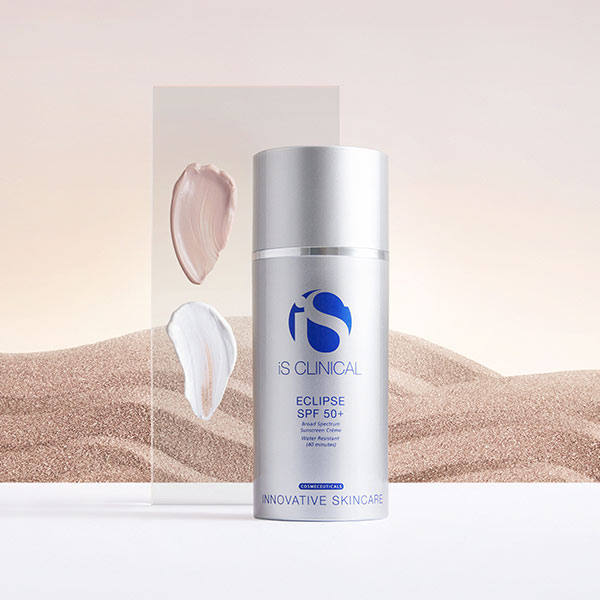 iS
iS CLINICAL
ECLIPSE
SPF 50+
Broad Spectrum
Sunscreen Crème
Water Resistant
(40 minutes)
COSMECEUTICALS
INNOVATIVE SKINCARE